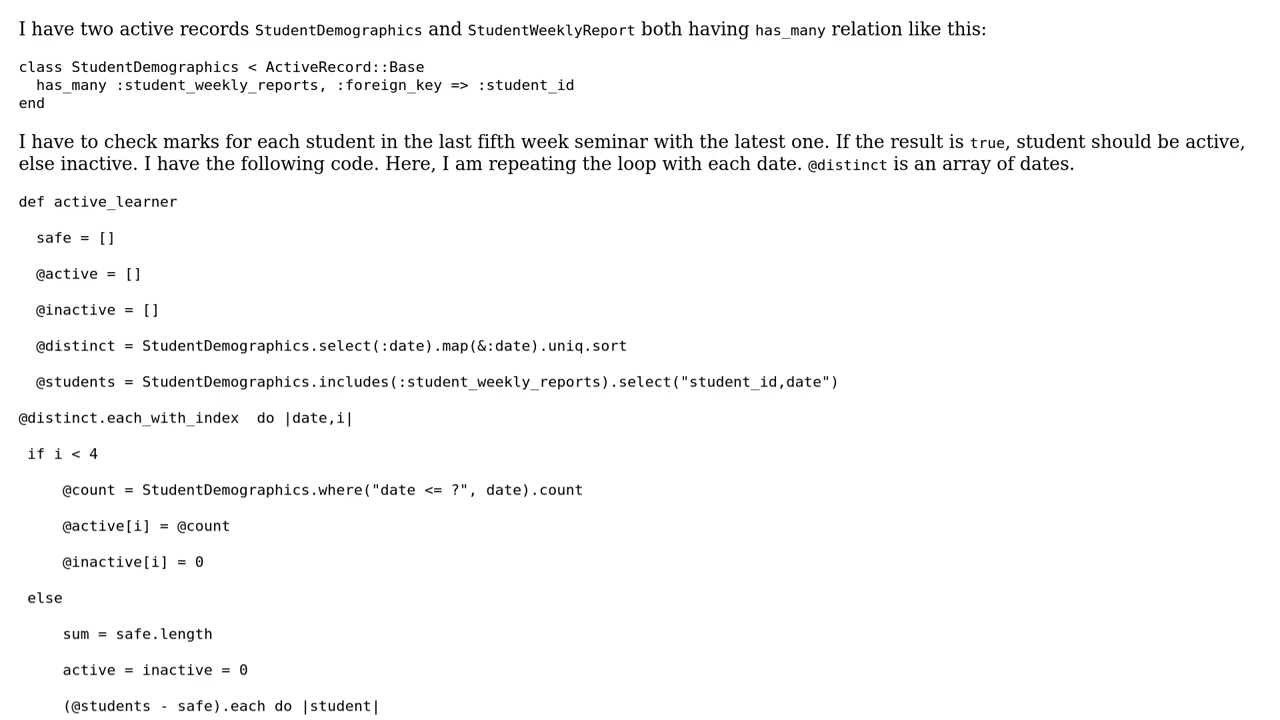 I have two active records StudentDemographics and StudentWeeklyReport both having has_many relation like this:
class StudentDemographics < ActiveRecord::Base
  has_many :student_weekly_reports, :foreign_key => :student_id
end
I have to check marks for each student in the last fifth week seminar with the latest one. If the result is true, student should be active,
else inactive. I have the following code. Here, I am repeating the loop with each date. @distinct is an array of dates.
def active_learner
  safe = []
  @active = []
  @inactive = []
  @distinct = StudentDemographics.select(:date).map(&:date).uniq.sort
  @students = StudentDemographics.includes(:student_weekly_reports).select("student_id,date")
@distinct.each_with_index  do |date,i|
 if i < 4
     @count = StudentDemographics.where("date <= ?", date).count
     @active[i] = @count
     @inactive[i] = 0
 else
     sum = safe.length
     active = inactive = 0
     (@students - safe).each do |student|